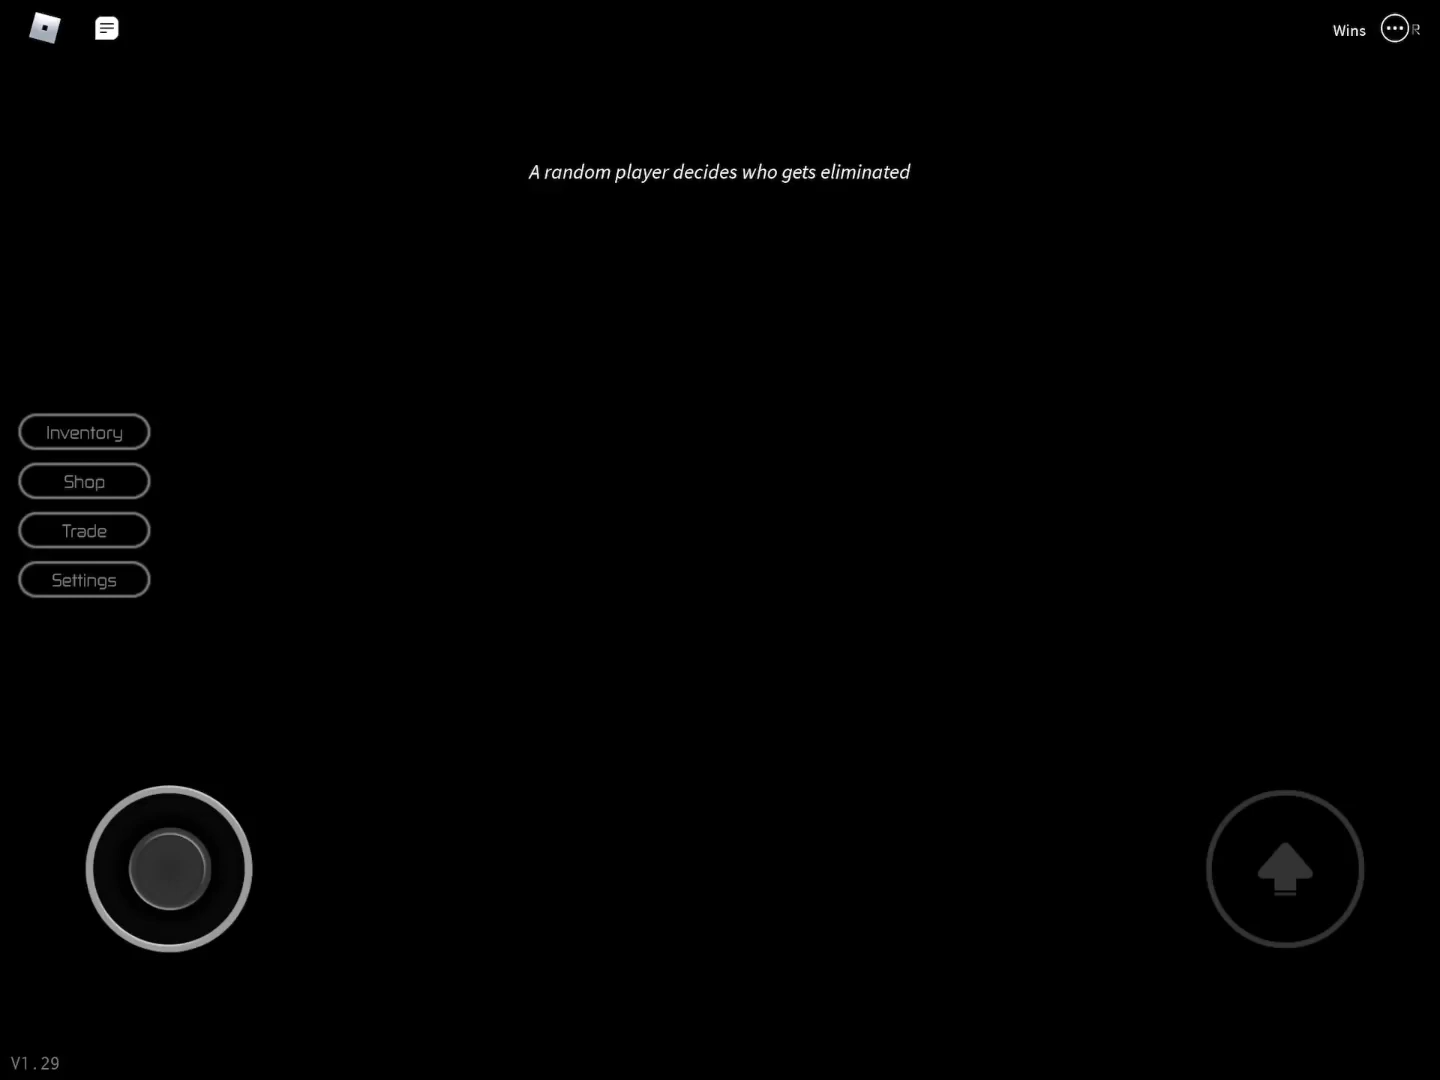 Wins
R
A random player decides who gets eliminated
Inventory
Shop
Trade
Settings
V1.29